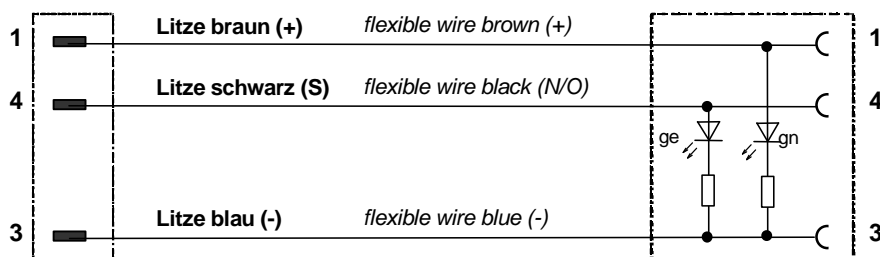 1 Litze braun (+) flexible wire brown (+) 1
4 Litze schwarz (S) flexible wire black (N/O) 4
ge gn
3 Litze blau (-) flexible wire blue (-) 3